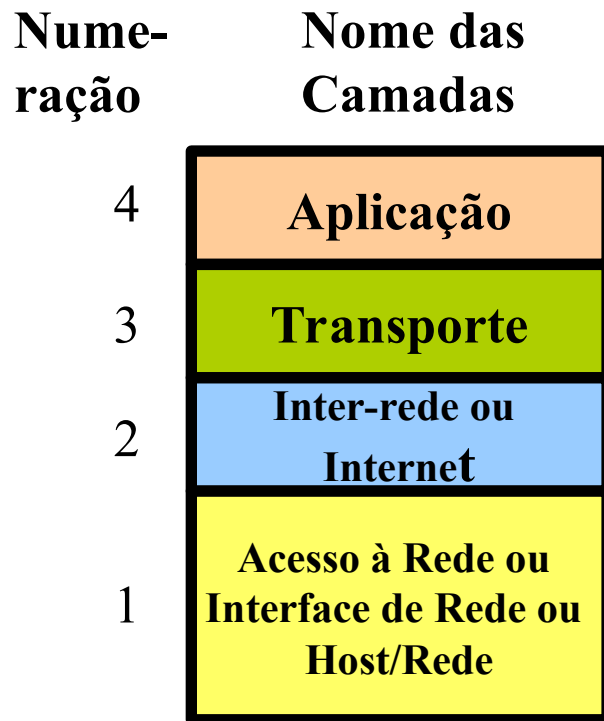 Nume-
ração
Nome das
Camadas
4
Aplicação
3
Transporte
2
Inter-rede ou
Internet
1
Acesso à Rede ou
Interface de Rede ou
Host/Rede